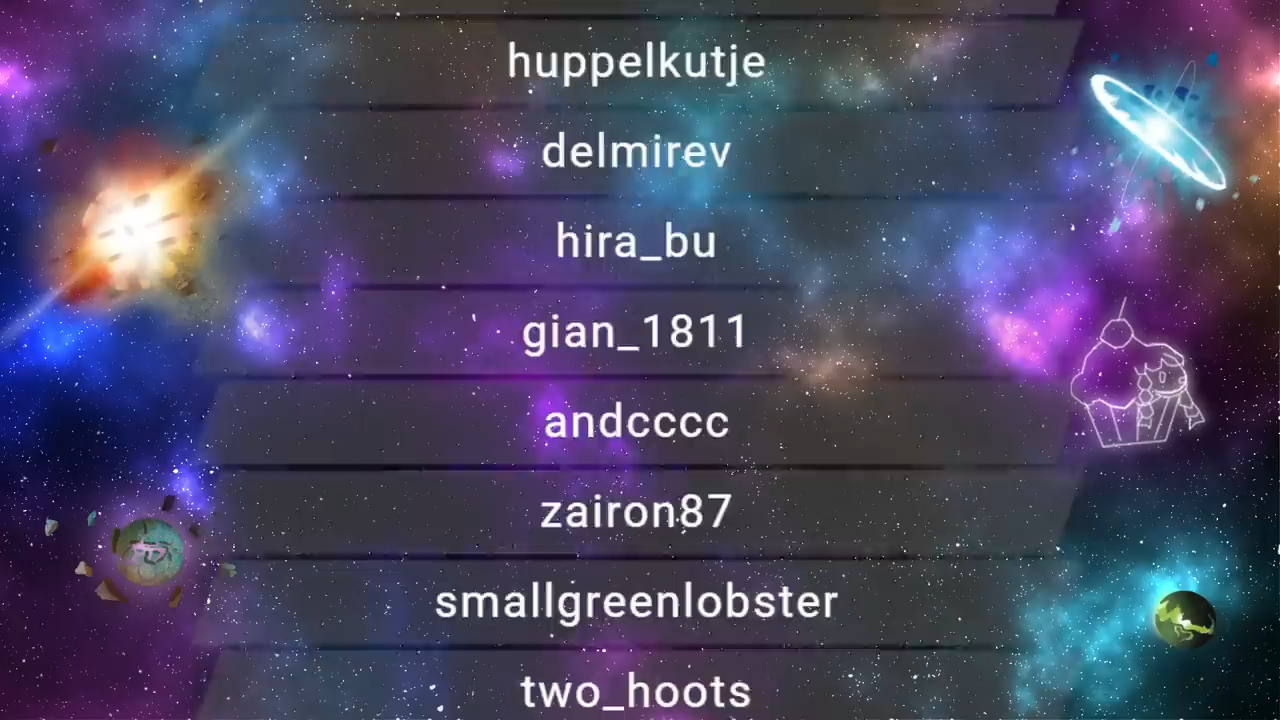 huppelkutje
delmirev
hira_bu
gian_1811
andcccc
zairon87
smallgreenlobster
two_hoots